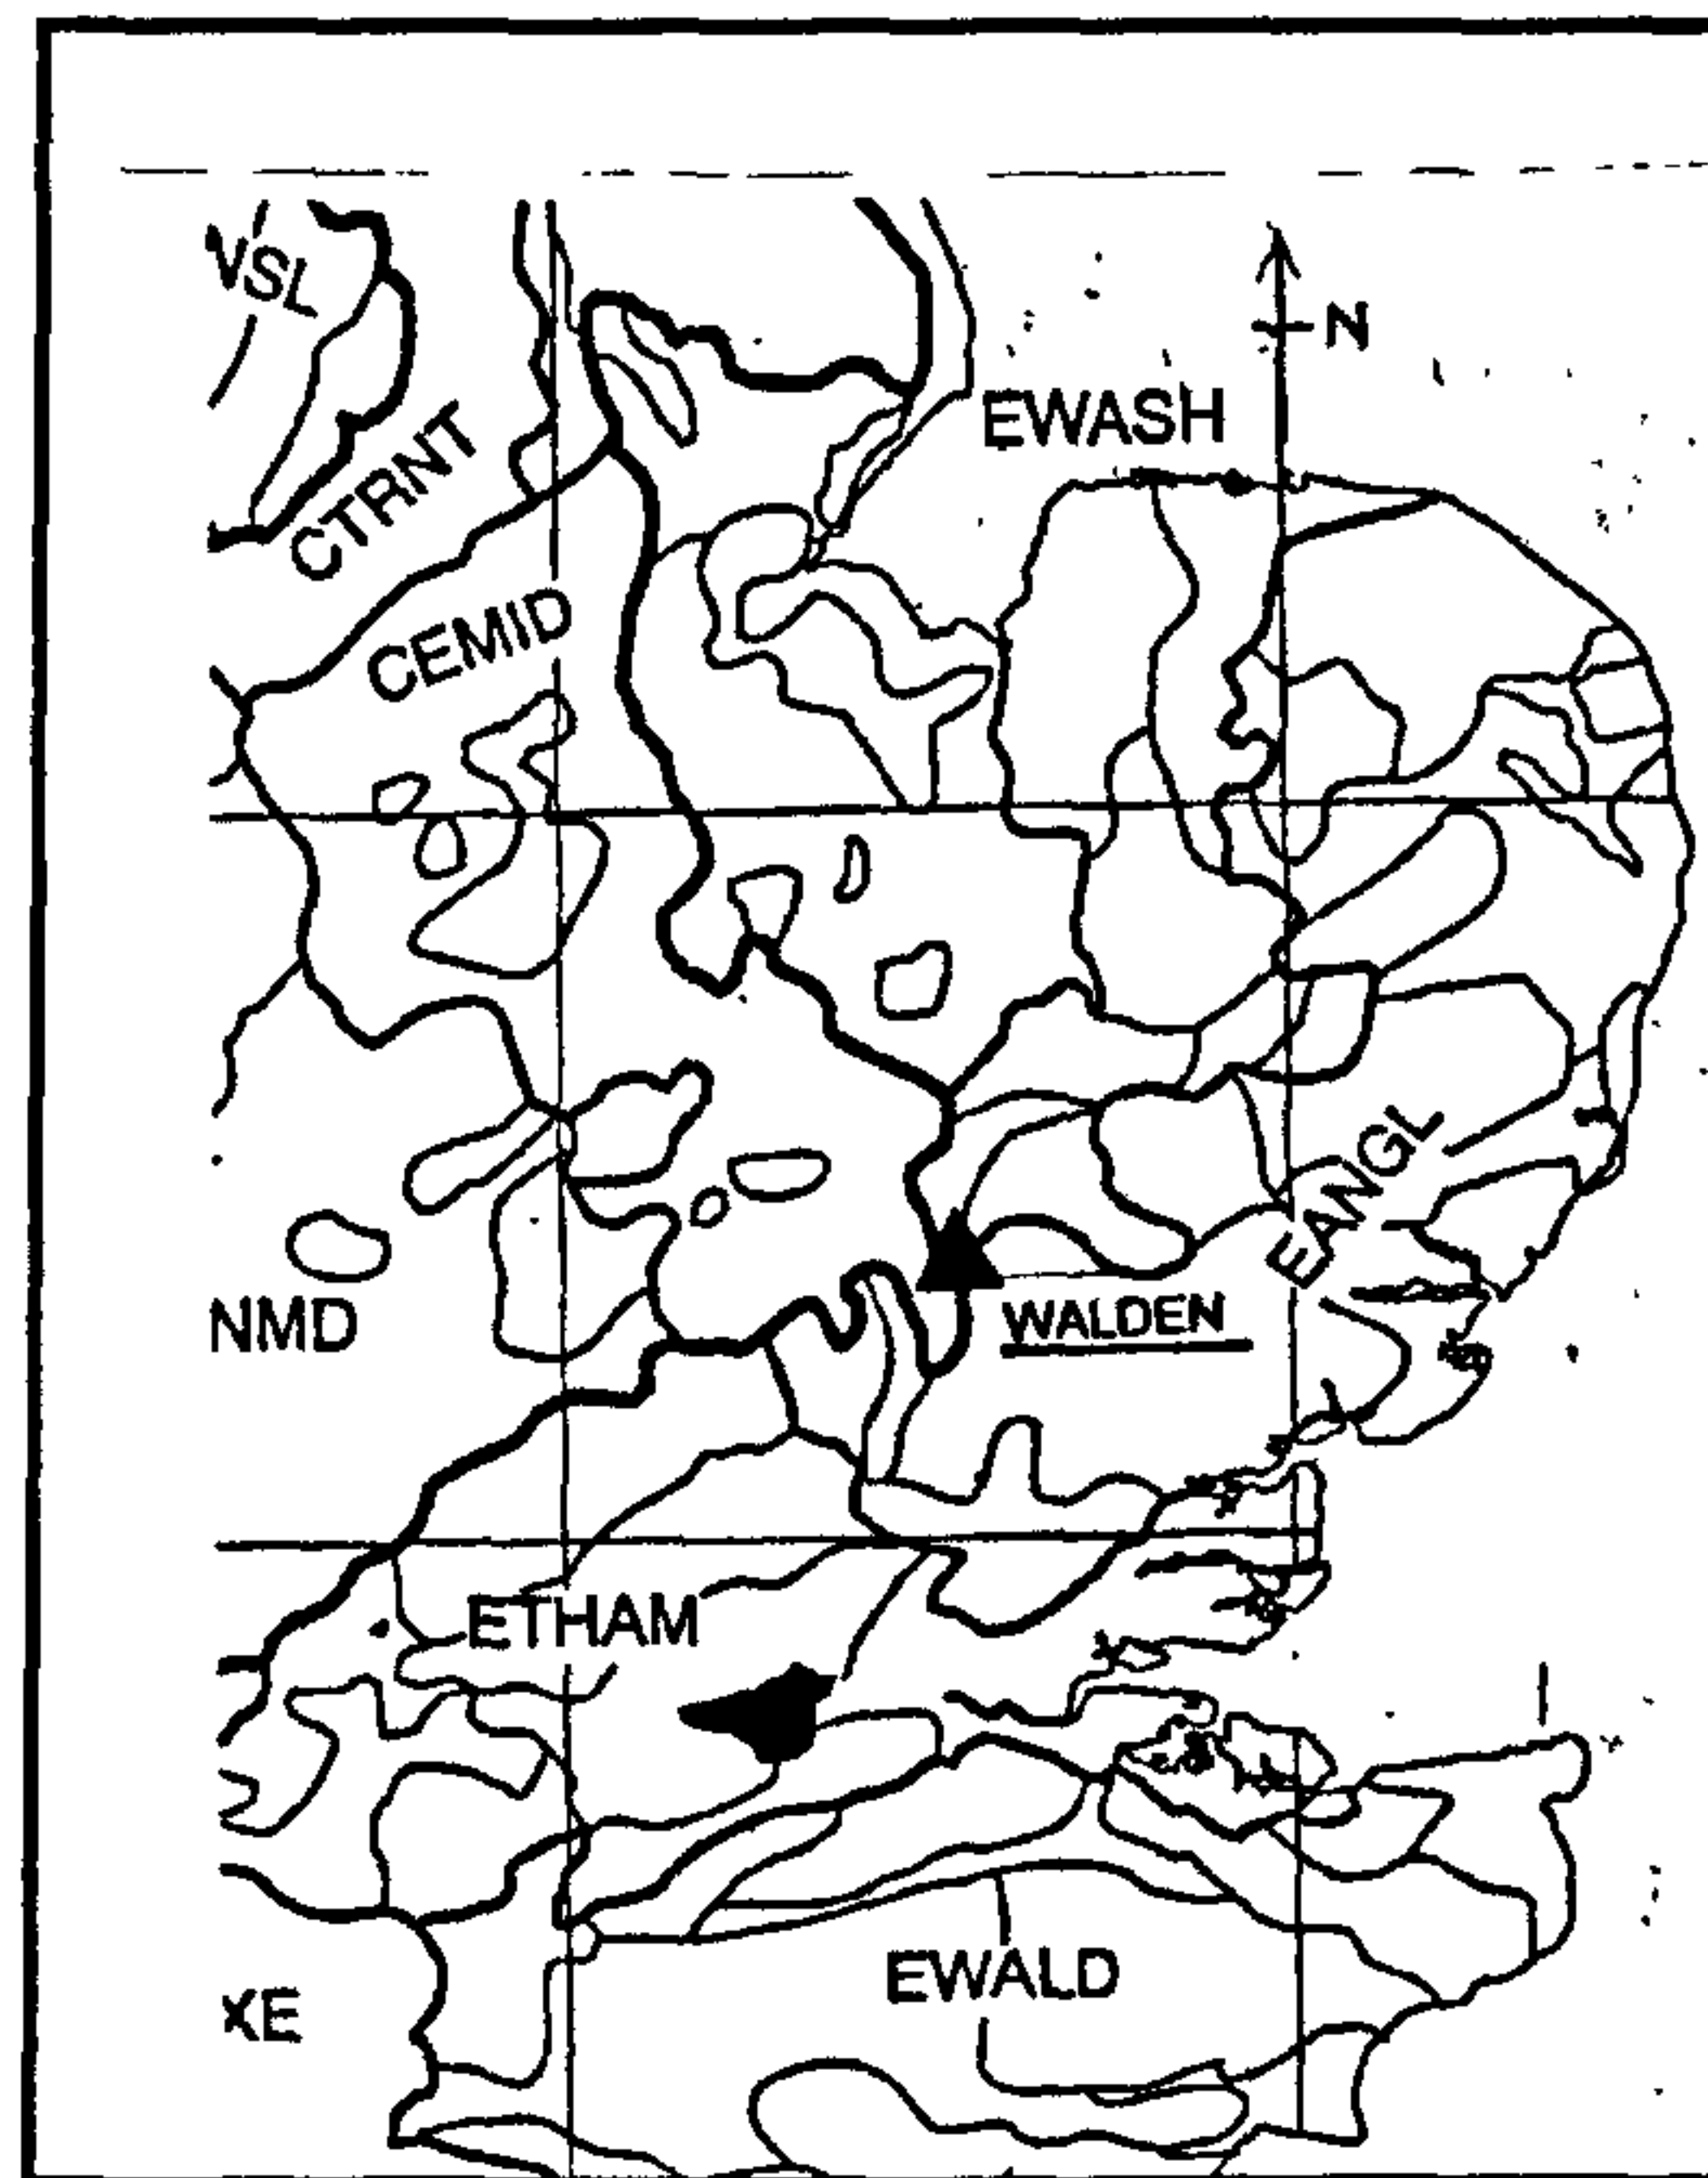 VSL
N
EWASH
CTRNT
CEMID
EANGL
NMD
WALDEN
ETHAM
EWALD
XE